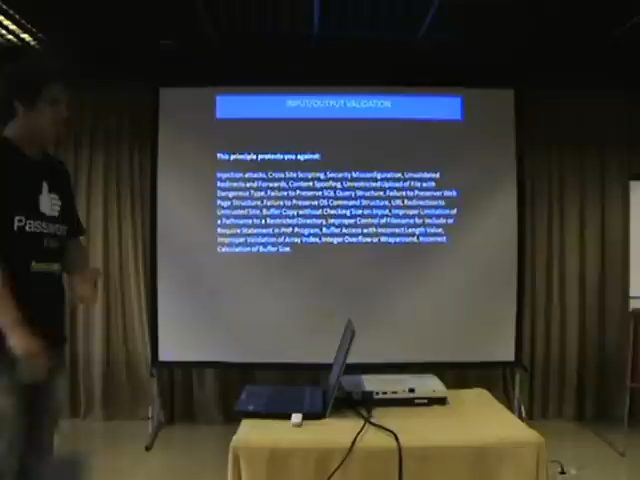 INPUT/OUTPUT VALIDATION
This principle protects you against:
Injection attacks, Cross Site Scripting, Security Missonfiguration, Unvalidated
Redirects and Forwards, Content Spoofing, Unrestricted Upload of File with
Dangerous Type, Failure to Preserve SQL Query Structure, Failure to Preserver Web
Page Structure, Failure to Preserve OS Command Structure, URL Redirection to
Untrusted Site, Buffer Copy without Checking Size on Input, Improper Limitation of
a Pathname to a Restricted Directory, Improper Control of Filename for Include or
Require Statement in PHP Program, Buffer Access with Incorrect Length Value,
Improper Validation of Array Index, Integer Overflow or Wraparound, Incorrect
Calculation of Buffer Size.